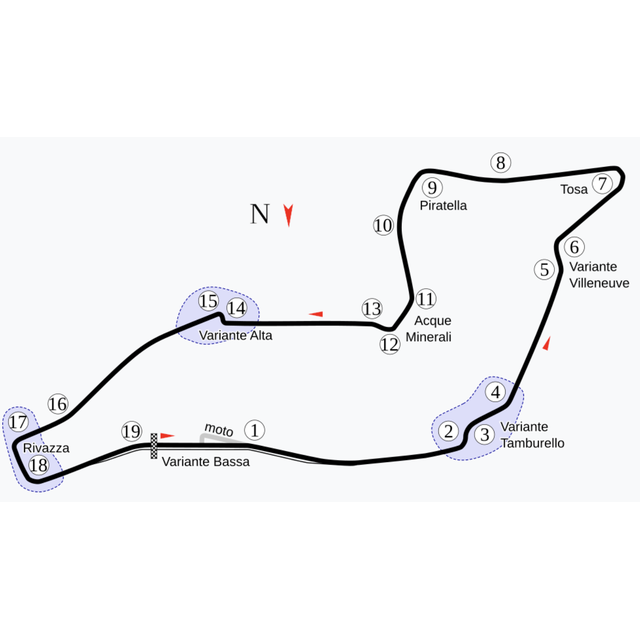 8
7
Tosa
9
Piratella
N
10
6
5
Variante
Villeneuve
15
14
13
11
Acque
Minerali
12
Variante Alta
4
16
17
Rivazza
18
19
moto
1
Variante Bassa
2
3
Variante
Tamburello